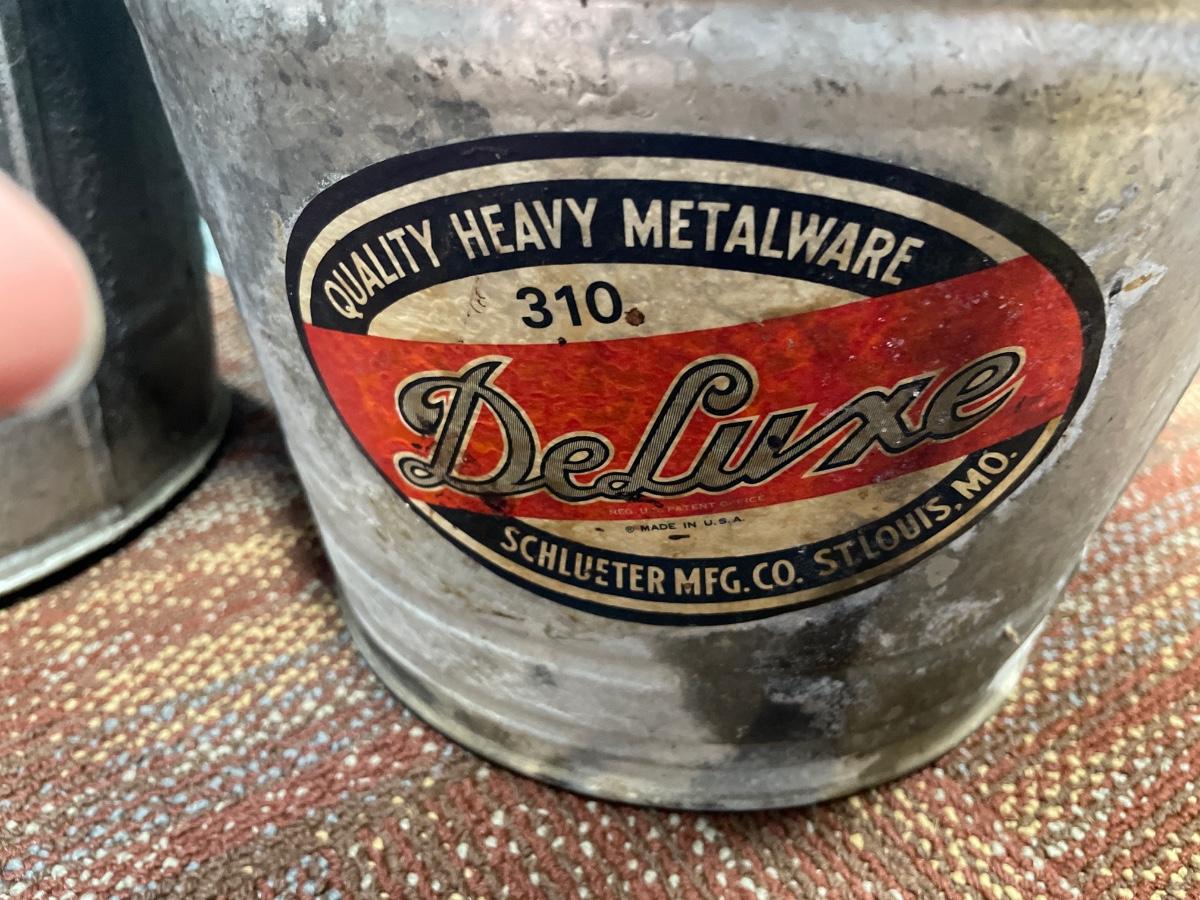 QUALITY HEAVY METALWARE
310
DeLuxe
REG. U.S. PATENT OFFICE
© MADE IN U.S.A.
SCHLUETER MFG. CO. ST. LOUIS, MO.